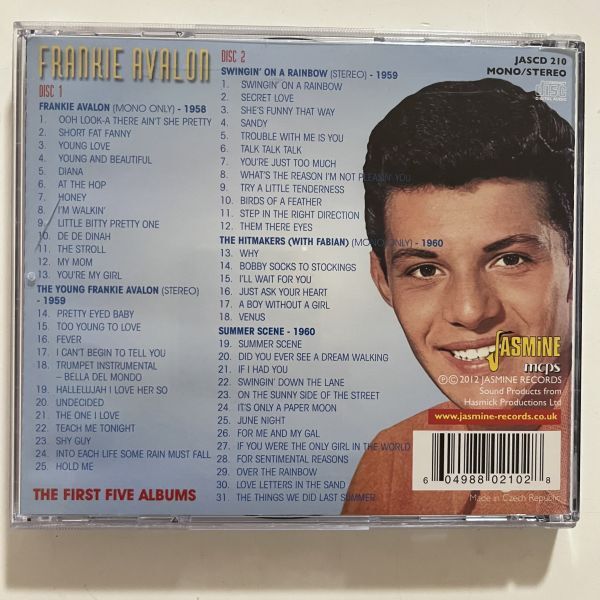 FRANKIE AVALON
DISC 1
FRANKIE AVALON (MONO ONLY) - 1958
1. OOH LOOK-A THERE AIN'T SHE PRETTY
2. SHORT FAT FANNY
3. YOUNG LOVE
4. YOUNG AND BEAUTIFUL
5. DIANA
6. AT THE HOP
7. HONEY
8. I'M WALKIN'
9. LITTLE BITTY PRETTY ONE
10. DE DE DINAH
11. THE STROLL
12. MY MOM
13. YOU'RE MY GIRL
THE YOUNG FRANKIE AVALON (STEREO)
- 1959
14. PRETTY EYED BABY
15. TOO YOUNG TO LOVE
16. FEVER
17. I CAN'T BEGIN TO TELL YOU
18. TRUMPET INSTRUMENTAL
– BELLA DEL MONDO
19. HALLELUJAH I LOVE HER SO
20. UNDECIDED
21. THE ONE I LOVE
22. TEACH ME TONIGHT
23. SHY GUY
24. INTO EACH LIFE SOME RAIN MUST FALL
25. HOLD ME
THE FIRST FIVE ALBUMS
DISC 2
SWINGIN' ON A RAINBOW (STEREO) - 1959
1. SWINGIN' ON A RAINBOW
2. SECRET LOVE
3. SHE'S FUNNY THAT WAY
4. SANDY
5. TROUBLE WITH ME IS YOU
6. TALK TALK TALK
7. YOU'RE JUST TOO MUCH
8. WHAT'S THE REASON I'M NOT PLEASIN' YOU
9. TRY A LITTLE TENDERNESS
10. BIRDS OF A FEATHER
11. STEP IN THE RIGHT DIRECTION
12. THEM THERE EYES
THE HITMAKERS (WITH FABIAN) (MONO ONLY) - 1960
13. WHY
14. BOBBY SOCKS TO STOCKINGS
15. I'LL WAIT FOR YOU
16. JUST ASK YOUR HEART
17. A BOY WITHOUT A GIRL
18. VENUS
SUMMER SCENE - 1960
19. SUMMER SCENE
20. DID YOU EVER SEE A DREAM WALKING
21. IF I HAD YOU
22. SWINGIN' DOWN THE LANE
23. ON THE SUNNY SIDE OF THE STREET
24. IT'S ONLY A PAPER MOON
25. JUNE NIGHT
26. FOR ME AND MY GAL
27. IF YOU WERE THE ONLY GIRL IN THE WORLD
28. FOR SENTIMENTAL REASONS
29. OVER THE RAINBOW
30. LOVE LETTERS IN THE SAND
31. THE THINGS WE DID LAST SUMMER
JASCD 210
MONO/STEREO
COMPACT
disc
DIGITAL AUDIO
JASMINE
mcps
℗© 2012 JASMINE RECORDS
Sound Products from
Hasmick Productions Ltd
www.jasmine-records.co.uk
6 04988 02102 8
Made in Czech Republic